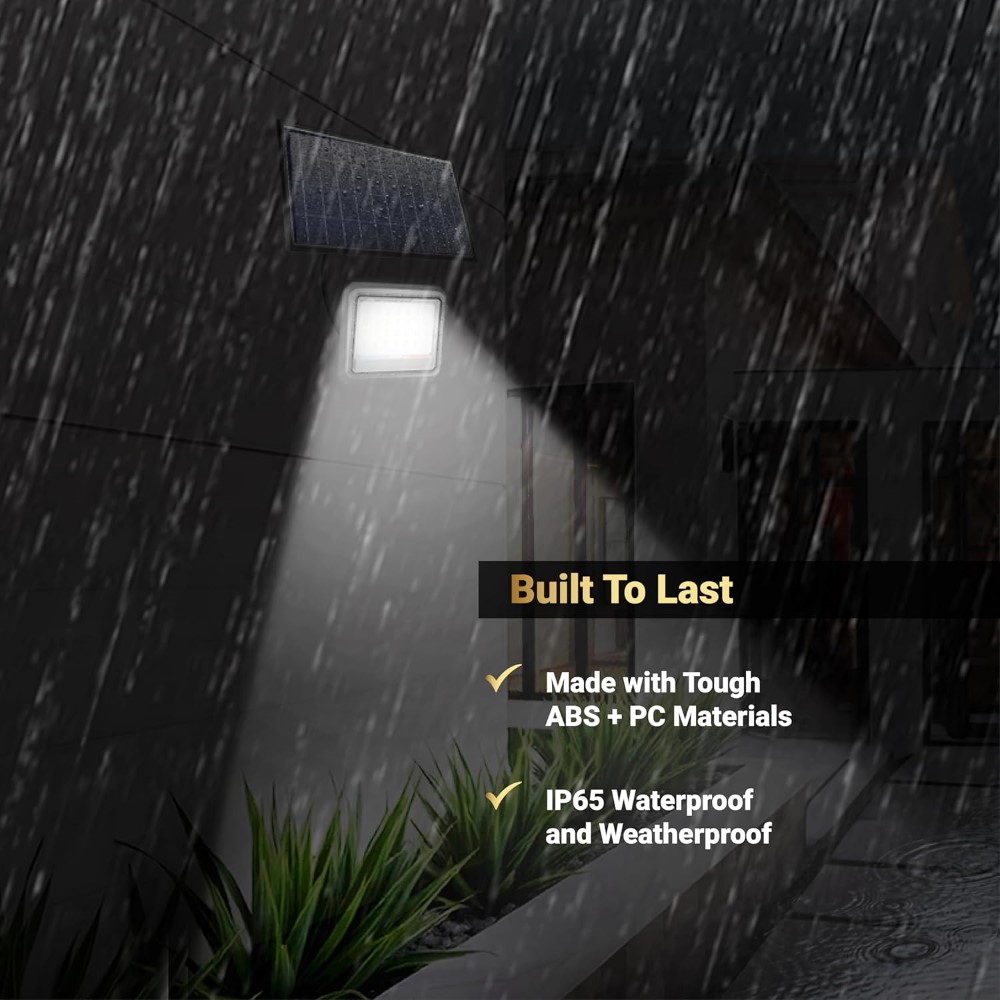 Built To Last
Made with Tough
ABS + PC Materials
IP65 Waterproof
and Weatherproof